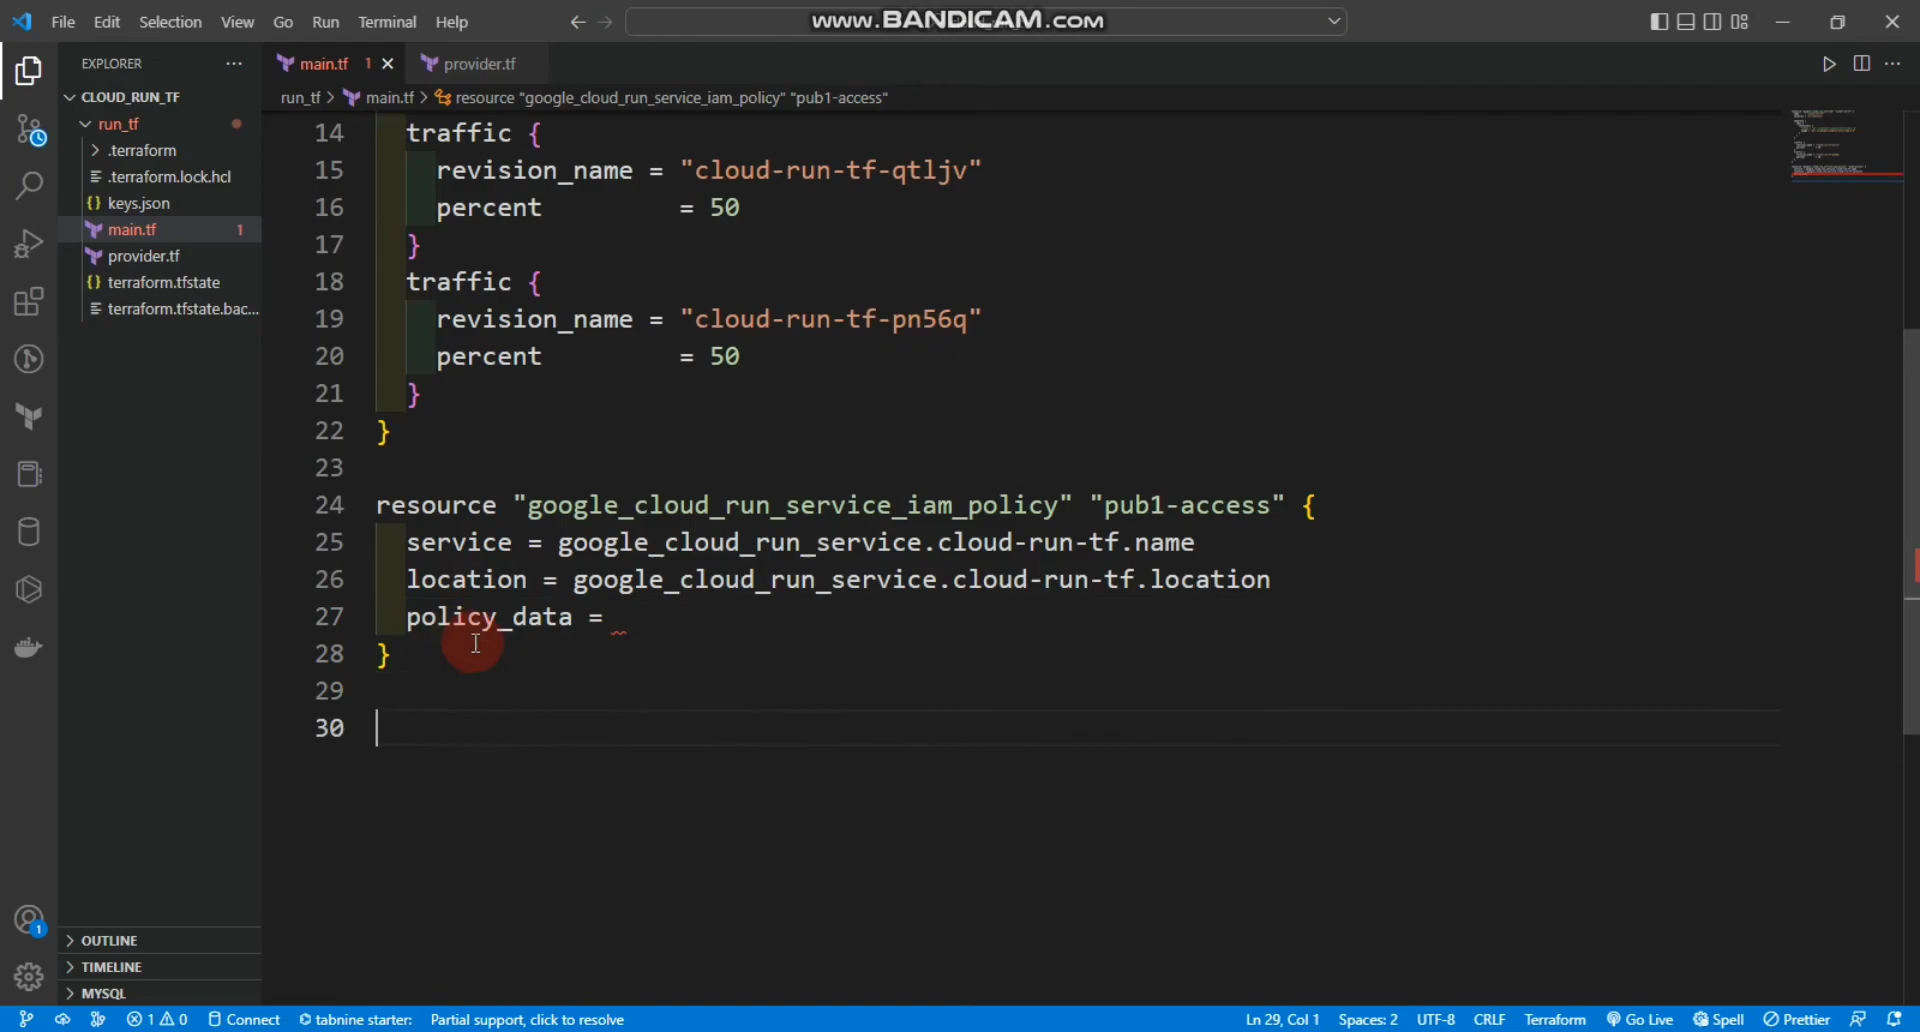 File Edit Selection View Go Run Terminal Help
www.BANDICAM.com
EXPLORER
main.tf 1
provider.tf
CLOUD_RUN_TF
run_tf > main.tf > resource "google_cloud_run_service_iam_policy" "pub1-access"
run_tf
.terraform
.terraform.lock.hcl
keys.json
main.tf 1
provider.tf
terraform.tfstate
terraform.tfstate.bac...
14 traffic {
15 revision_name = "cloud-run-tf-qtljv"
16 percent = 50
17 }
18 traffic {
19 revision_name = "cloud-run-tf-pn56q"
20 percent = 50
21 }
22 }
23
24 resource "google_cloud_run_service_iam_policy" "pub1-access" {
25 service = google_cloud_run_service.cloud-run-tf.name
26 location = google_cloud_run_service.cloud-run-tf.location
27 policy_data =
28 }
29
30
1
OUTLINE
TIMELINE
MYSQL
1 0 Connect tabnine starter: Partial support, click to resolve Ln 29, Col 1 Spaces: 2 UTF-8 CRLF Terraform Go Live Spell Prettier